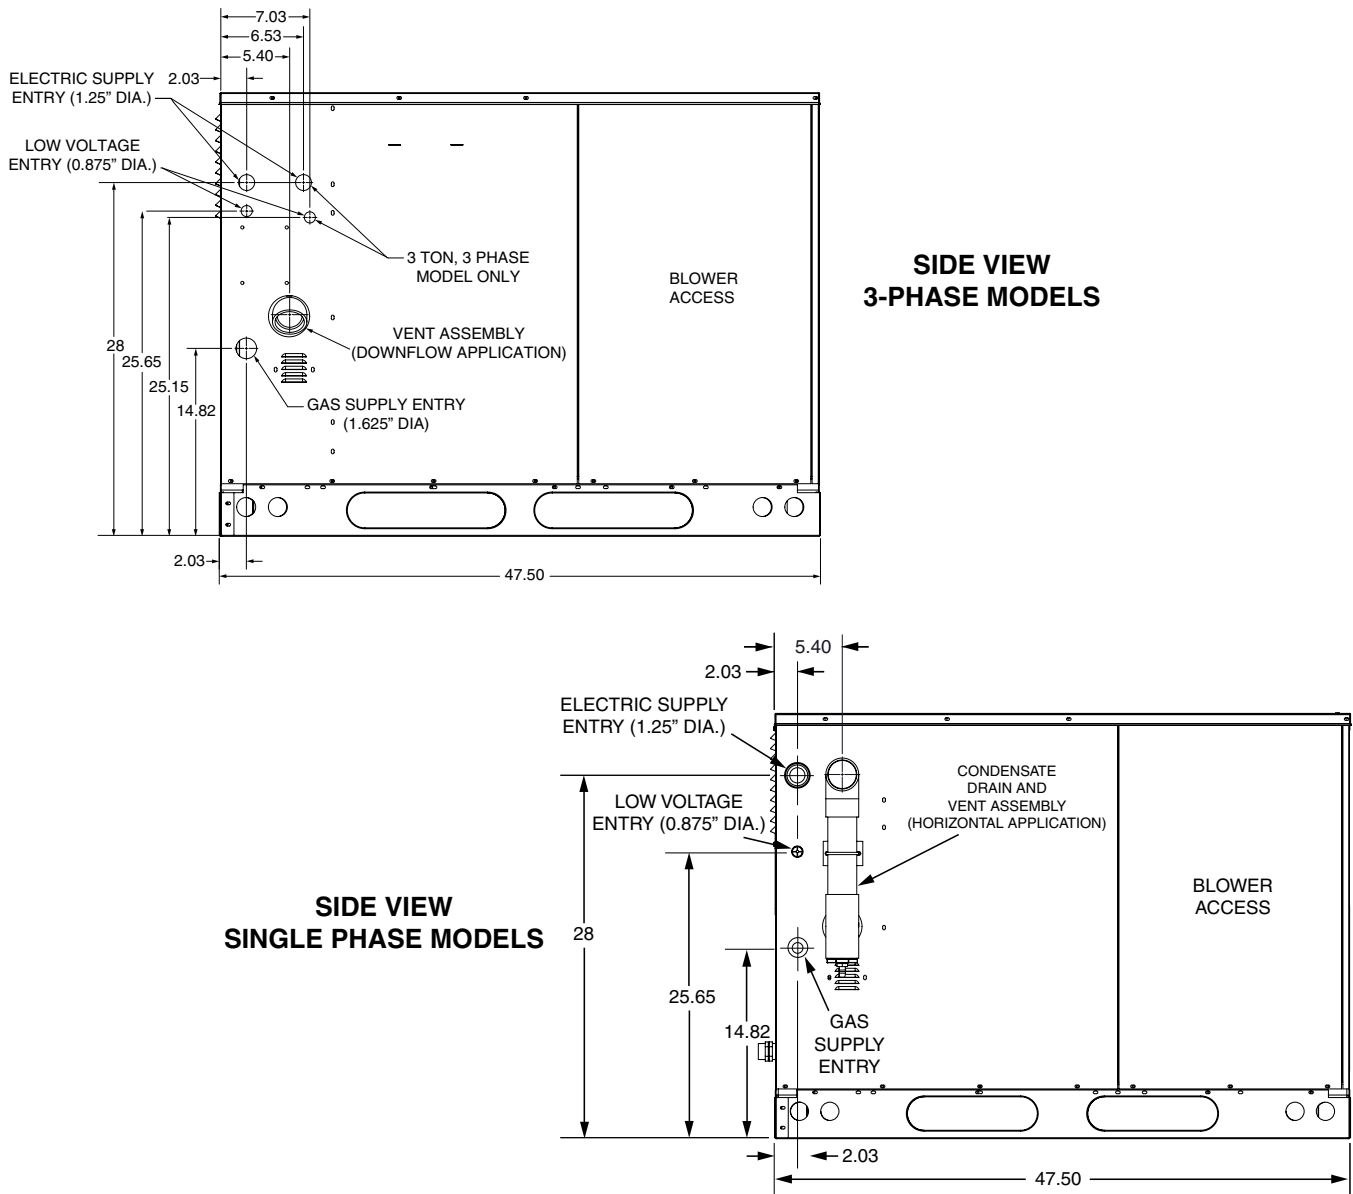 7.03
6.53
5.40
2.03
ELECTRIC SUPPLY
ENTRY (1.25” DIA.)
LOW VOLTAGE
ENTRY (0.875” DIA.)
3 TON, 3 PHASE
MODEL ONLY
BLOWER
ACCESS
SIDE VIEW
3-PHASE MODELS
VENT ASSEMBLY
(DOWNFLOW APPLICATION)
28
25.65
25.15
14.82
GAS SUPPLY ENTRY
(1.625” DIA)
2.03
47.50
5.40
2.03
ELECTRIC SUPPLY
ENTRY (1.25” DIA.)
LOW VOLTAGE
ENTRY (0.875” DIA.)
CONDENSATE
DRAIN AND
VENT ASSEMBLY
(HORIZONTAL APPLICATION)
BLOWER
ACCESS
SIDE VIEW
SINGLE PHASE MODELS
28
25.65
14.82
GAS
SUPPLY
ENTRY
2.03
47.50